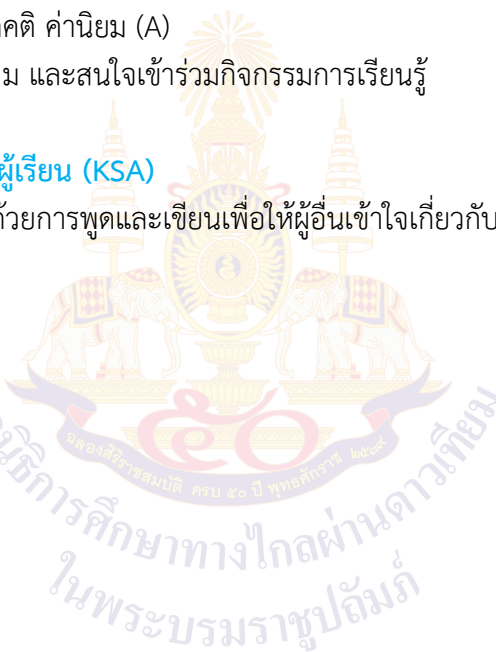 คติ ค่านิยม (A)
ม และสนใจเข้าร่วมกิจกรรมการเรียนรู้
ผู้เรียน (KSA)
ด้วยการพูดและเขียนเพื่อให้ผู้อื่นเข้าใจเกี่ยวกับ
๙
๕๐
ฉลองสิริราชสมบัติ ครบ ๕๐ ปี พุทธศักราช ๒๕๓๙
มูลนิธิการศึกษาทางไกลผ่านดาวเทียม
ในพระบรมราชูปถัมภ์